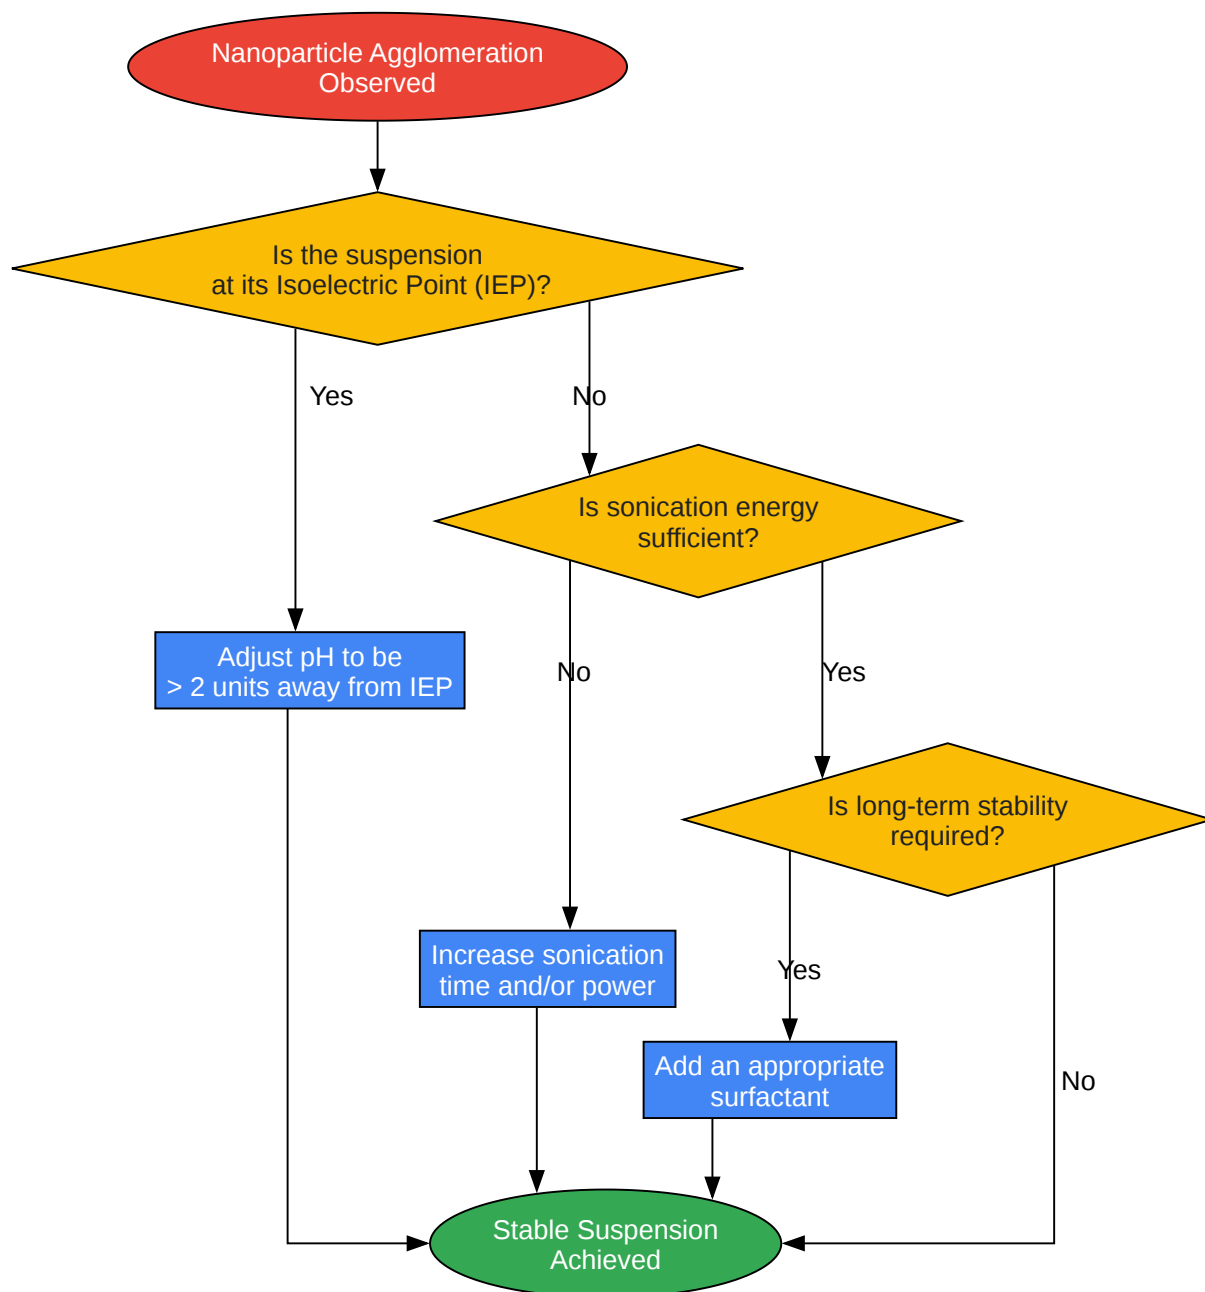 Nanoparticle Agglomeration
Observed
Is the suspension
at its Isoelectric Point (IEP)?
Yes
No
Is sonication energy
sufficient?
Adjust pH to be
> 2 units away from IEP
No
Yes
Is long-term stability
required?
Increase sonication
time and/or power
Yes
Add an appropriate
surfactant
No
Stable Suspension
Achieved